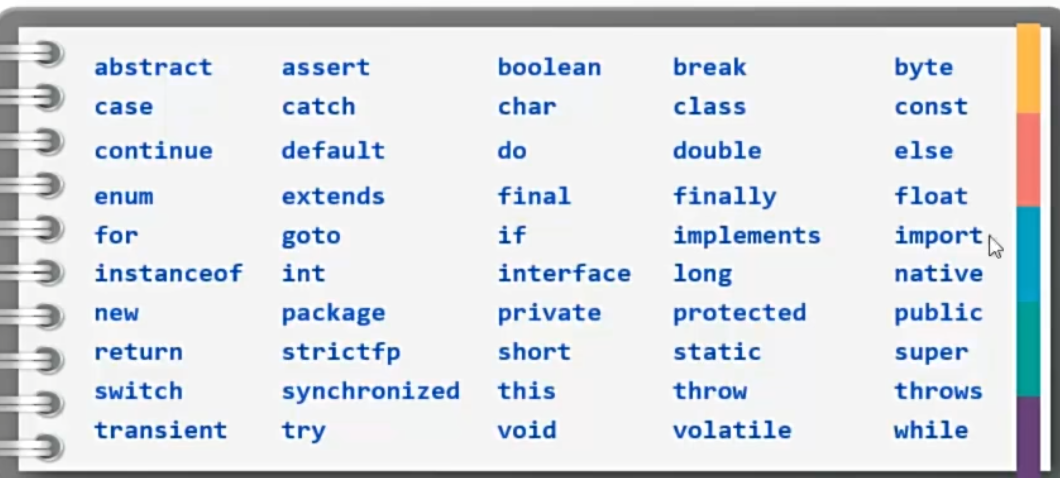 abstract assert boolean break byte
case catch char class const
continue default do double else
enum extends final finally float
for goto if implements import
instanceof int interface long native
new package private protected public
return strictfp short static super
switch synchronized this throw throws
transient try void volatile while